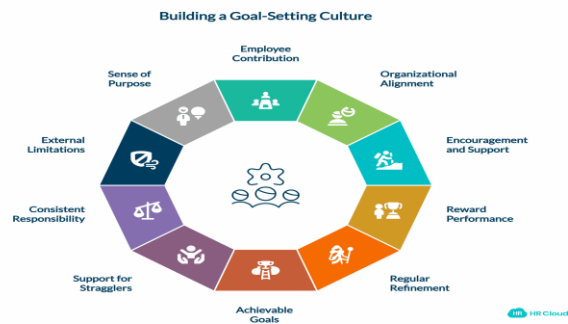 Building a Goal-Setting Culture
Employee
Contribution
Organizational
Alignment
Encouragement
and Support
Reward
Performance
Regular
Refinement
Achievable
Goals
Support for
Stragglers
Consistent
Responsibility
External
Limitations
Sense of
Purpose
HR HR Cloud